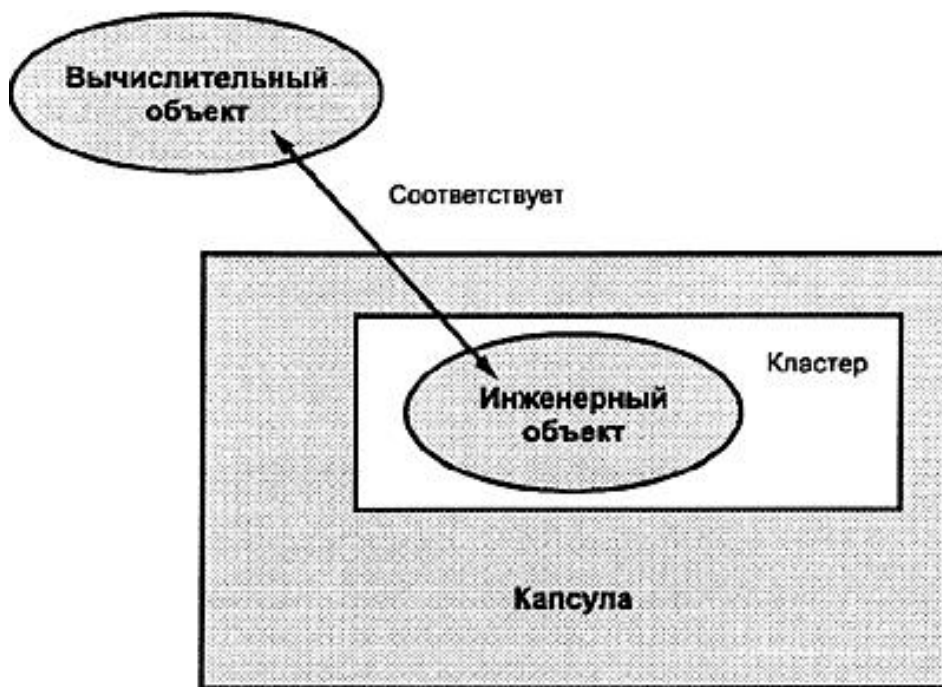 Вычислительный
объект
Соответствует
Кластер
Инженерный
объект
Капсула